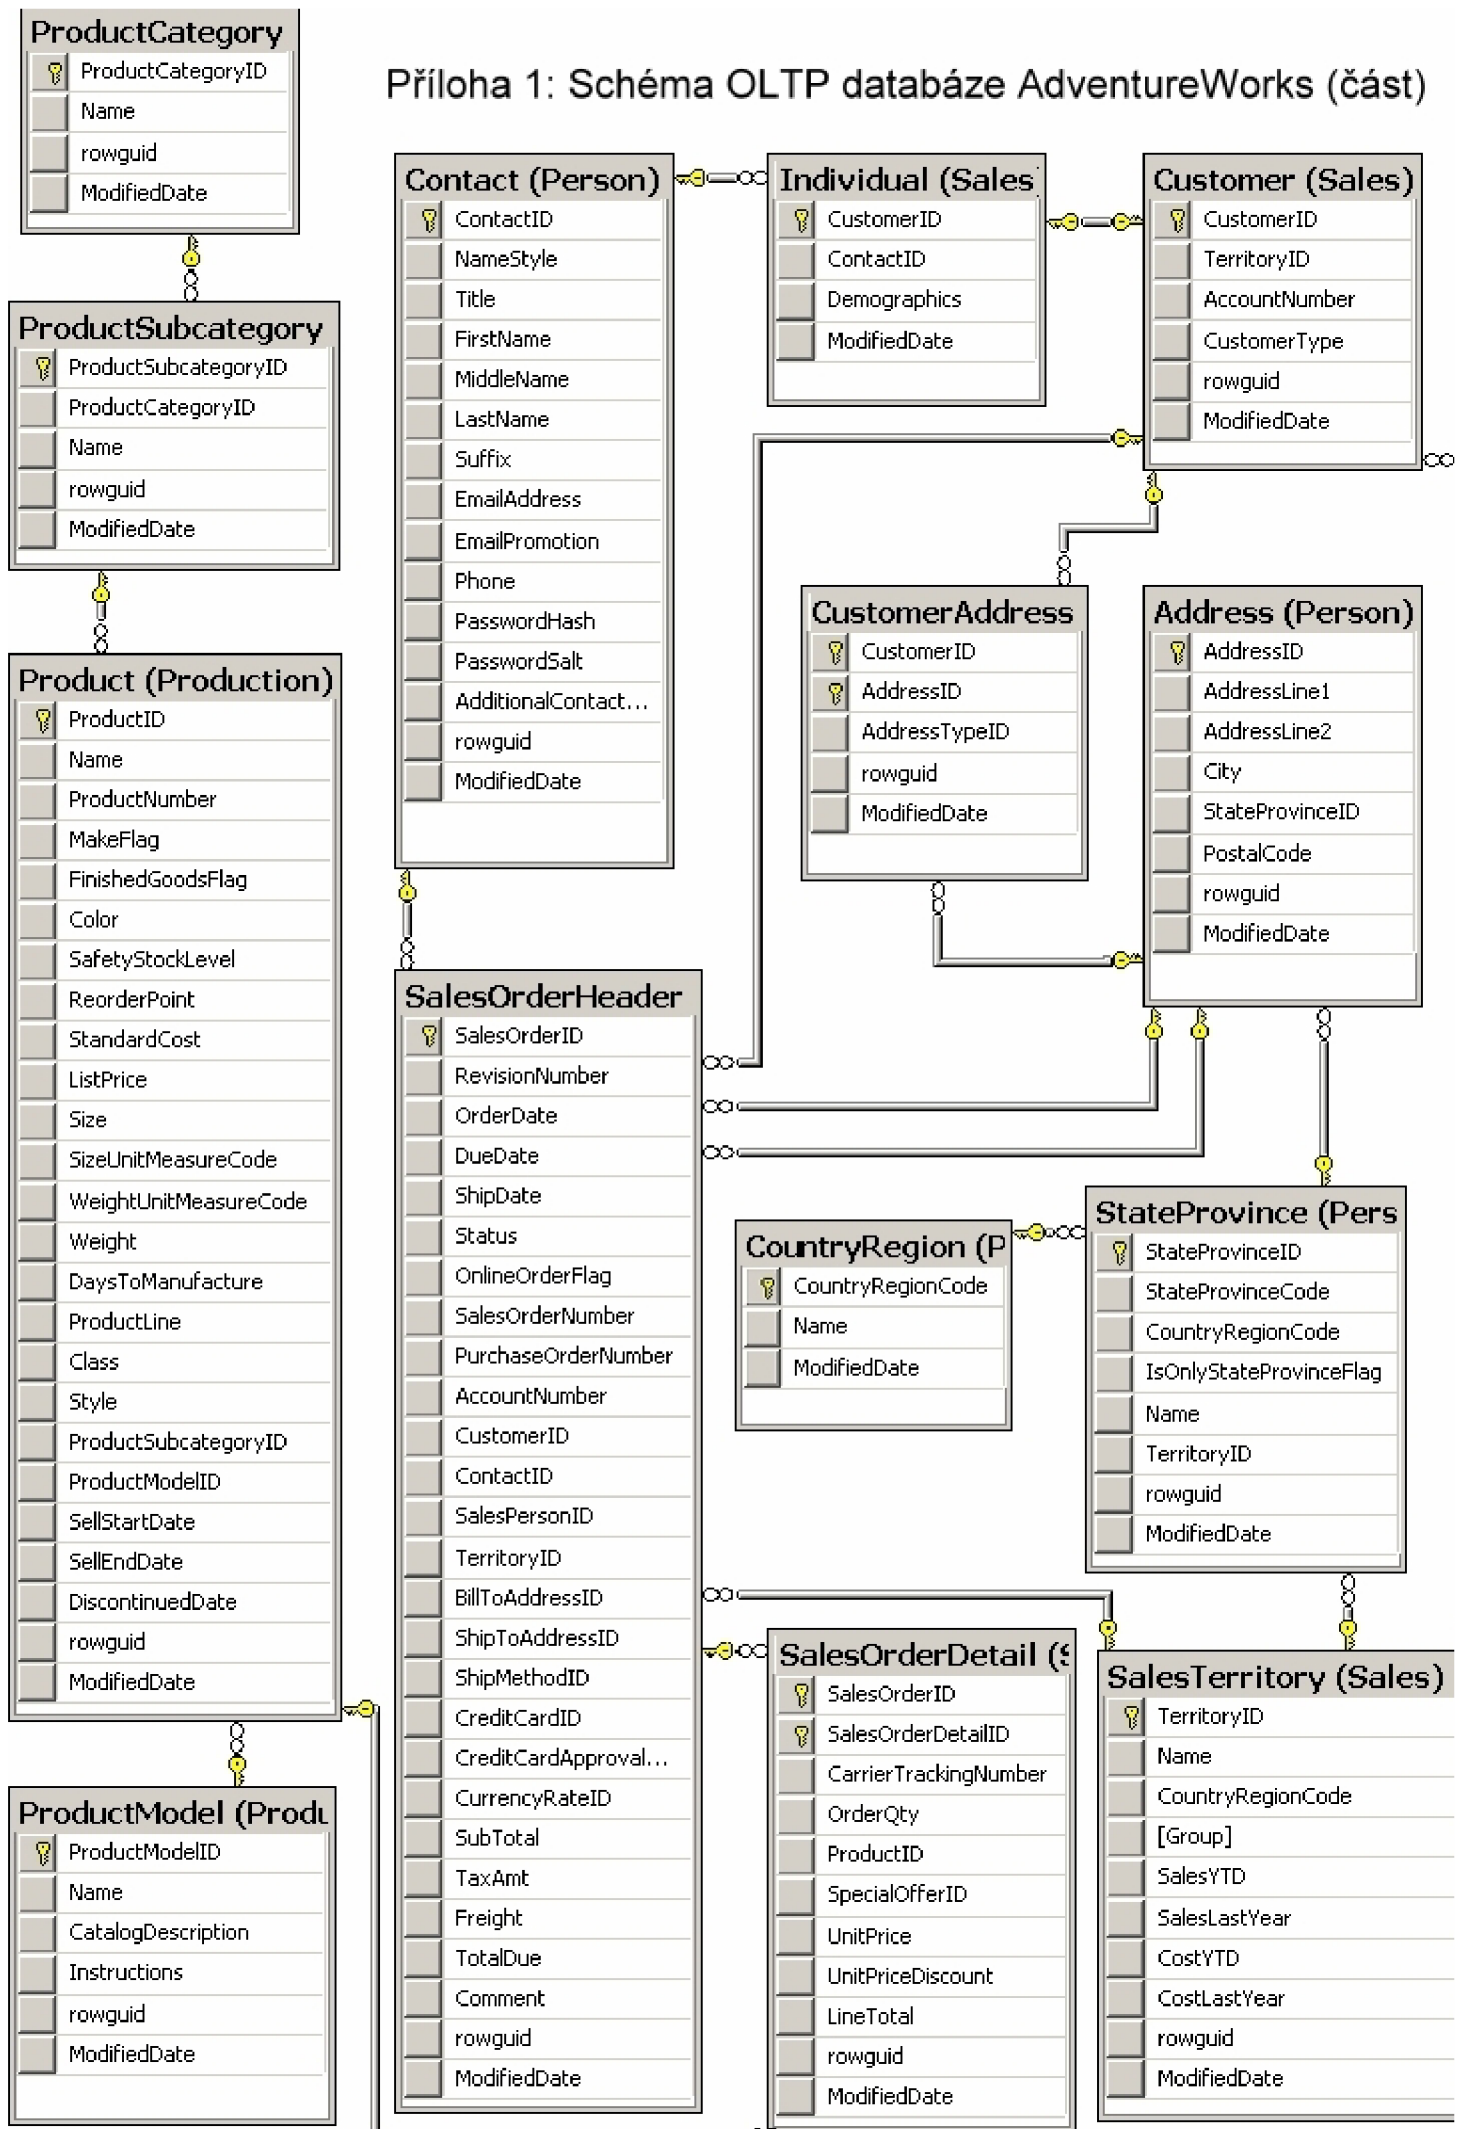 Příloha 1: Schéma OLTP databáze AdventureWorks (část)
ProductCategory
ProductCategoryID
Name
rowguid
ModifiedDate
ProductSubcategory
ProductSubcategoryID
ProductCategoryID
Name
rowguid
ModifiedDate
Product (Production)
ProductID
Name
ProductNumber
MakeFlag
FinishedGoodsFlag
Color
SafetyStockLevel
ReorderPoint
StandardCost
ListPrice
Size
SizeUnitMeasureCode
WeightUnitMeasureCode
Weight
DaysToManufacture
ProductLine
Class
Style
ProductSubcategoryID
ProductModelID
SellStartDate
SellEndDate
DiscontinuedDate
rowguid
ModifiedDate
ProductModel (Produ
ProductModelID
Name
CatalogDescription
Instructions
rowguid
ModifiedDate
Contact (Person)
ContactID
NameStyle
Title
FirstName
MiddleName
LastName
Suffix
EmailAddress
EmailPromotion
Phone
PasswordHash
PasswordSalt
AdditionalContact...
rowguid
ModifiedDate
SalesOrderHeader
SalesOrderID
RevisionNumber
OrderDate
DueDate
ShipDate
Status
OnlineOrderFlag
SalesOrderNumber
PurchaseOrderNumber
AccountNumber
CustomerID
ContactID
SalesPersonID
TerritoryID
BillToAddressID
ShipToAddressID
ShipMethodID
CreditCardID
CreditCardApproval...
CurrencyRateID
SubTotal
TaxAmt
Freight
TotalDue
Comment
rowguid
ModifiedDate
Individual (Sales)
CustomerID
ContactID
Demographics
ModifiedDate
Customer (Sales)
CustomerID
TerritoryID
AccountNumber
CustomerType
rowguid
ModifiedDate
CustomerAddress
CustomerID
AddressID
AddressTypeID
rowguid
ModifiedDate
Address (Person)
AddressID
AddressLine1
AddressLine2
City
StateProvinceID
PostalCode
rowguid
ModifiedDate
CountryRegion (P
CountryRegionCode
Name
ModifiedDate
StateProvince (Pers
StateProvinceID
StateProvinceCode
CountryRegionCode
IsOnlyStateProvinceFlag
Name
TerritoryID
rowguid
ModifiedDate
SalesOrderDetail (S
SalesOrderID
SalesOrderDetailID
CarrierTrackingNumber
OrderQty
ProductID
SpecialOfferID
UnitPrice
UnitPriceDiscount
LineTotal
rowguid
ModifiedDate
SalesTerritory (Sales)
TerritoryID
Name
CountryRegionCode
[Group]
SalesYTD
SalesLastYear
CostYTD
CostLastYear
rowguid
ModifiedDate